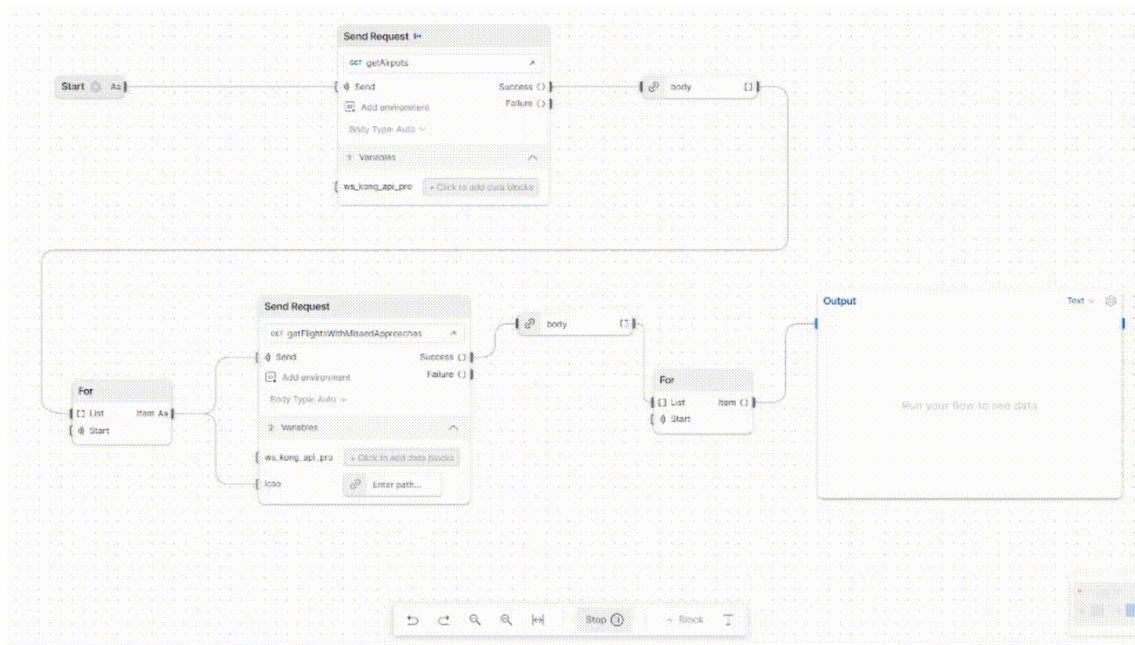 Send Request
GET getAirpots
Start Aa
Send Success
Add environment Failure
Body Type: Auto
1 Variables
ws_kong_api_pro + Click to add data blocks
body []
Send Request
GET getFlightsWithMissedApproaches
Send Success
Add environment Failure
Body Type: Auto
2 Variables
ws_kong_api_pro + Click to add data blocks
icao Enter path...
For
[] List Item Aa
Start
body []
For
[] List Item {}
Start
Output Text
Run your flow to see data
Stop + Block T